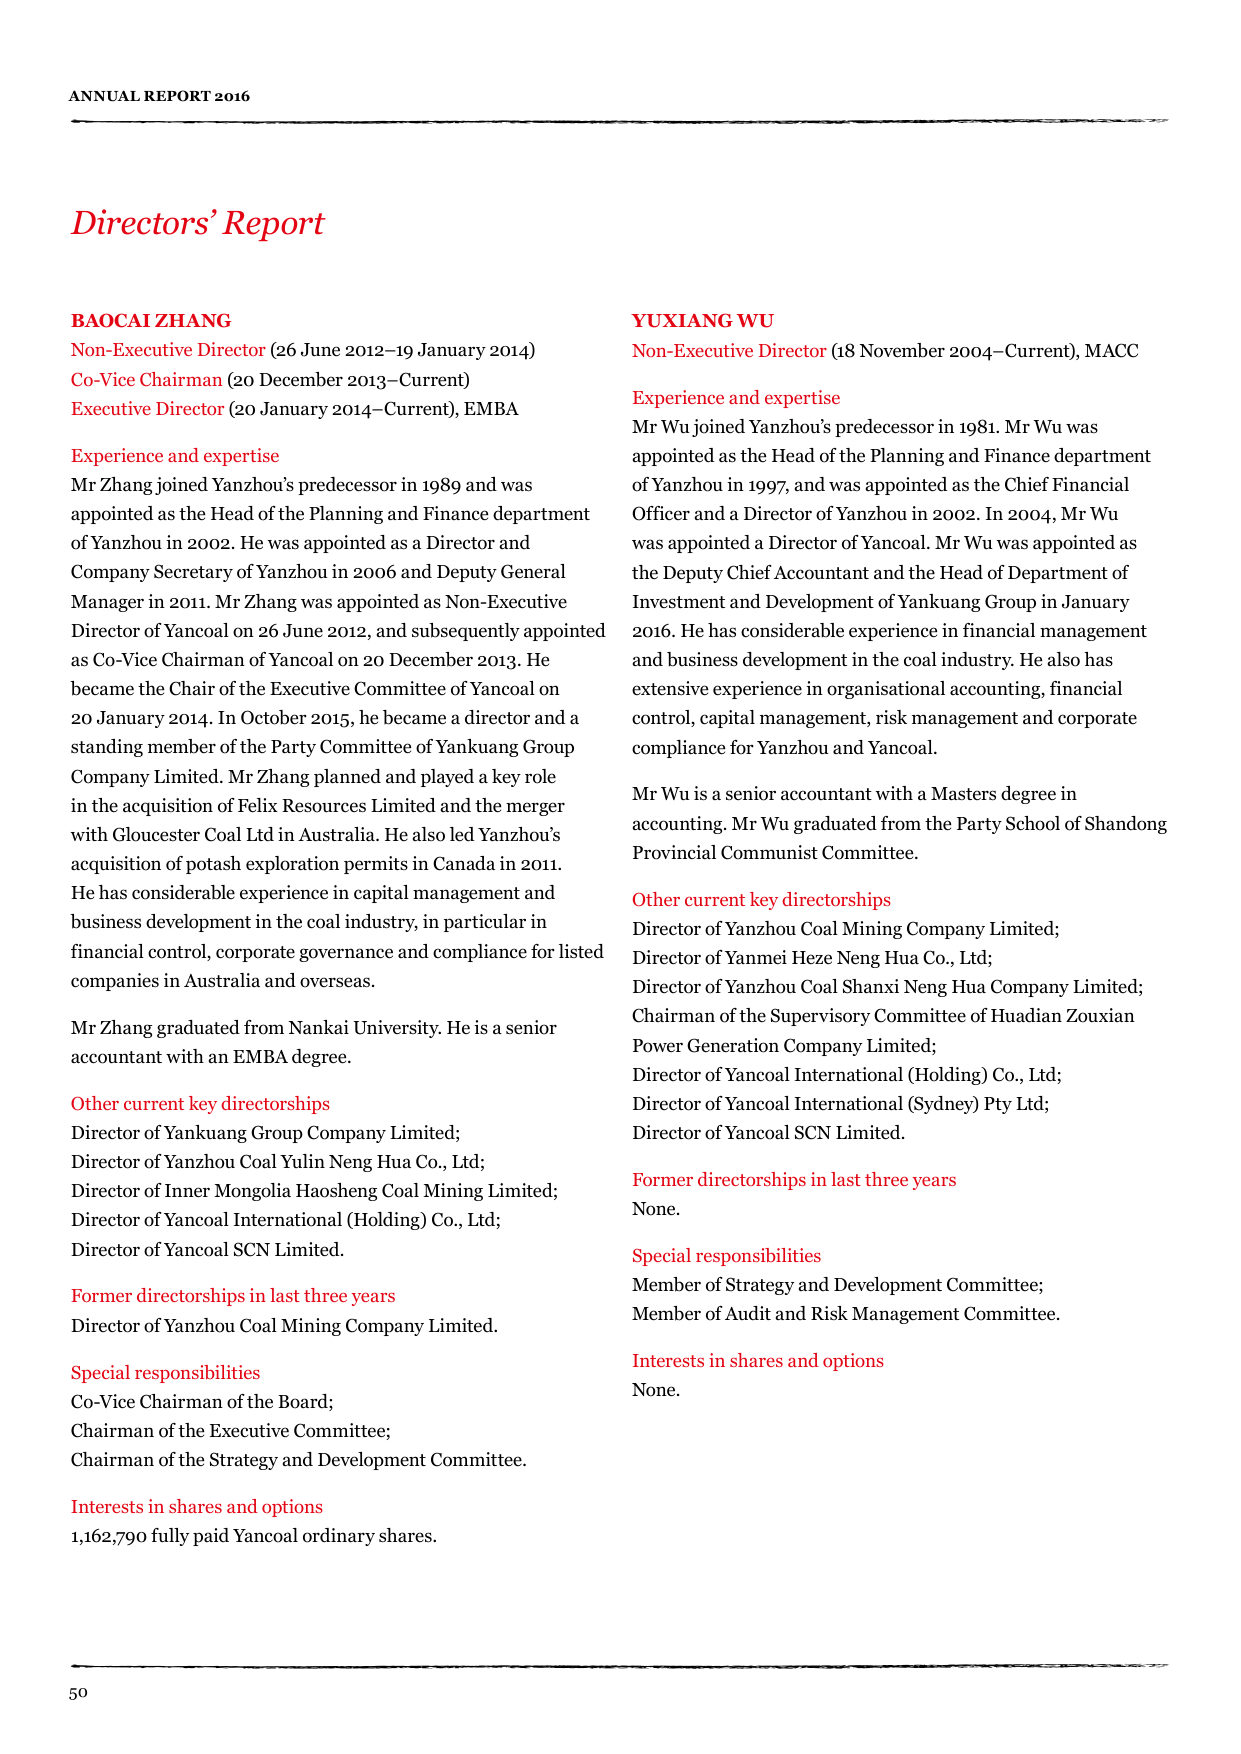 ANNUAL REPORT 2016
Directors’ Report
BAOCAI ZHANG
Non-Executive Director (26 June 2012–19 January 2014)
Co-Vice Chairman (20 December 2013–Current)
Executive Director (20 January 2014–Current), EMBA
Experience and expertise
Mr Zhang joined Yanzhou’s predecessor in 1989 and was
appointed as the Head of the Planning and Finance department
of Yanzhou in 2002. He was appointed as a Director and
Company Secretary of Yanzhou in 2006 and Deputy General
Manager in 2011. Mr Zhang was appointed as Non-Executive
Director of Yancoal on 26 June 2012, and subsequently appointed
as Co-Vice Chairman of Yancoal on 20 December 2013. He
became the Chair of the Executive Committee of Yancoal on
20 January 2014. In October 2015, he became a director and a
standing member of the Party Committee of Yankuang Group
Company Limited. Mr Zhang planned and played a key role
in the acquisition of Felix Resources Limited and the merger
with Gloucester Coal Ltd in Australia. He also led Yanzhou’s
acquisition of potash exploration permits in Canada in 2011.
He has considerable experience in capital management and
business development in the coal industry, in particular in
financial control, corporate governance and compliance for listed
companies in Australia and overseas.
Mr Zhang graduated from Nankai University. He is a senior
accountant with an EMBA degree.
Other current key directorships
Director of Yankuang Group Company Limited;
Director of Yanzhou Coal Yulin Neng Hua Co., Ltd;
Director of Inner Mongolia Haosheng Coal Mining Limited;
Director of Yancoal International (Holding) Co., Ltd;
Director of Yancoal SCN Limited.
Former directorships in last three years
Director of Yanzhou Coal Mining Company Limited.
Special responsibilities
Co-Vice Chairman of the Board;
Chairman of the Executive Committee;
Chairman of the Strategy and Development Committee.
Interests in shares and options
1,162,790 fully paid Yancoal ordinary shares.
YUXIANG WU
Non-Executive Director (18 November 2004–Current), MACC
Experience and expertise
Mr Wu joined Yanzhou’s predecessor in 1981. Mr Wu was
appointed as the Head of the Planning and Finance department
of Yanzhou in 1997, and was appointed as the Chief Financial
Officer and a Director of Yanzhou in 2002. In 2004, Mr Wu
was appointed a Director of Yancoal. Mr Wu was appointed as
the Deputy Chief Accountant and the Head of Department of
Investment and Development of Yankuang Group in January
2016. He has considerable experience in financial management
and business development in the coal industry. He also has
extensive experience in organisational accounting, financial
control, capital management, risk management and corporate
compliance for Yanzhou and Yancoal.
Mr Wu is a senior accountant with a Masters degree in
accounting. Mr Wu graduated from the Party School of Shandong
Provincial Communist Committee.
Other current key directorships
Director of Yanzhou Coal Mining Company Limited;
Director of Yanmei Heze Neng Hua Co., Ltd;
Director of Yanzhou Coal Shanxi Neng Hua Company Limited;
Chairman of the Supervisory Committee of Huadian Zouxian
Power Generation Company Limited;
Director of Yancoal International (Holding) Co., Ltd;
Director of Yancoal International (Sydney) Pty Ltd;
Director of Yancoal SCN Limited.
Former directorships in last three years
None.
Special responsibilities
Member of Strategy and Development Committee;
Member of Audit and Risk Management Committee.
Interests in shares and options
None.
50